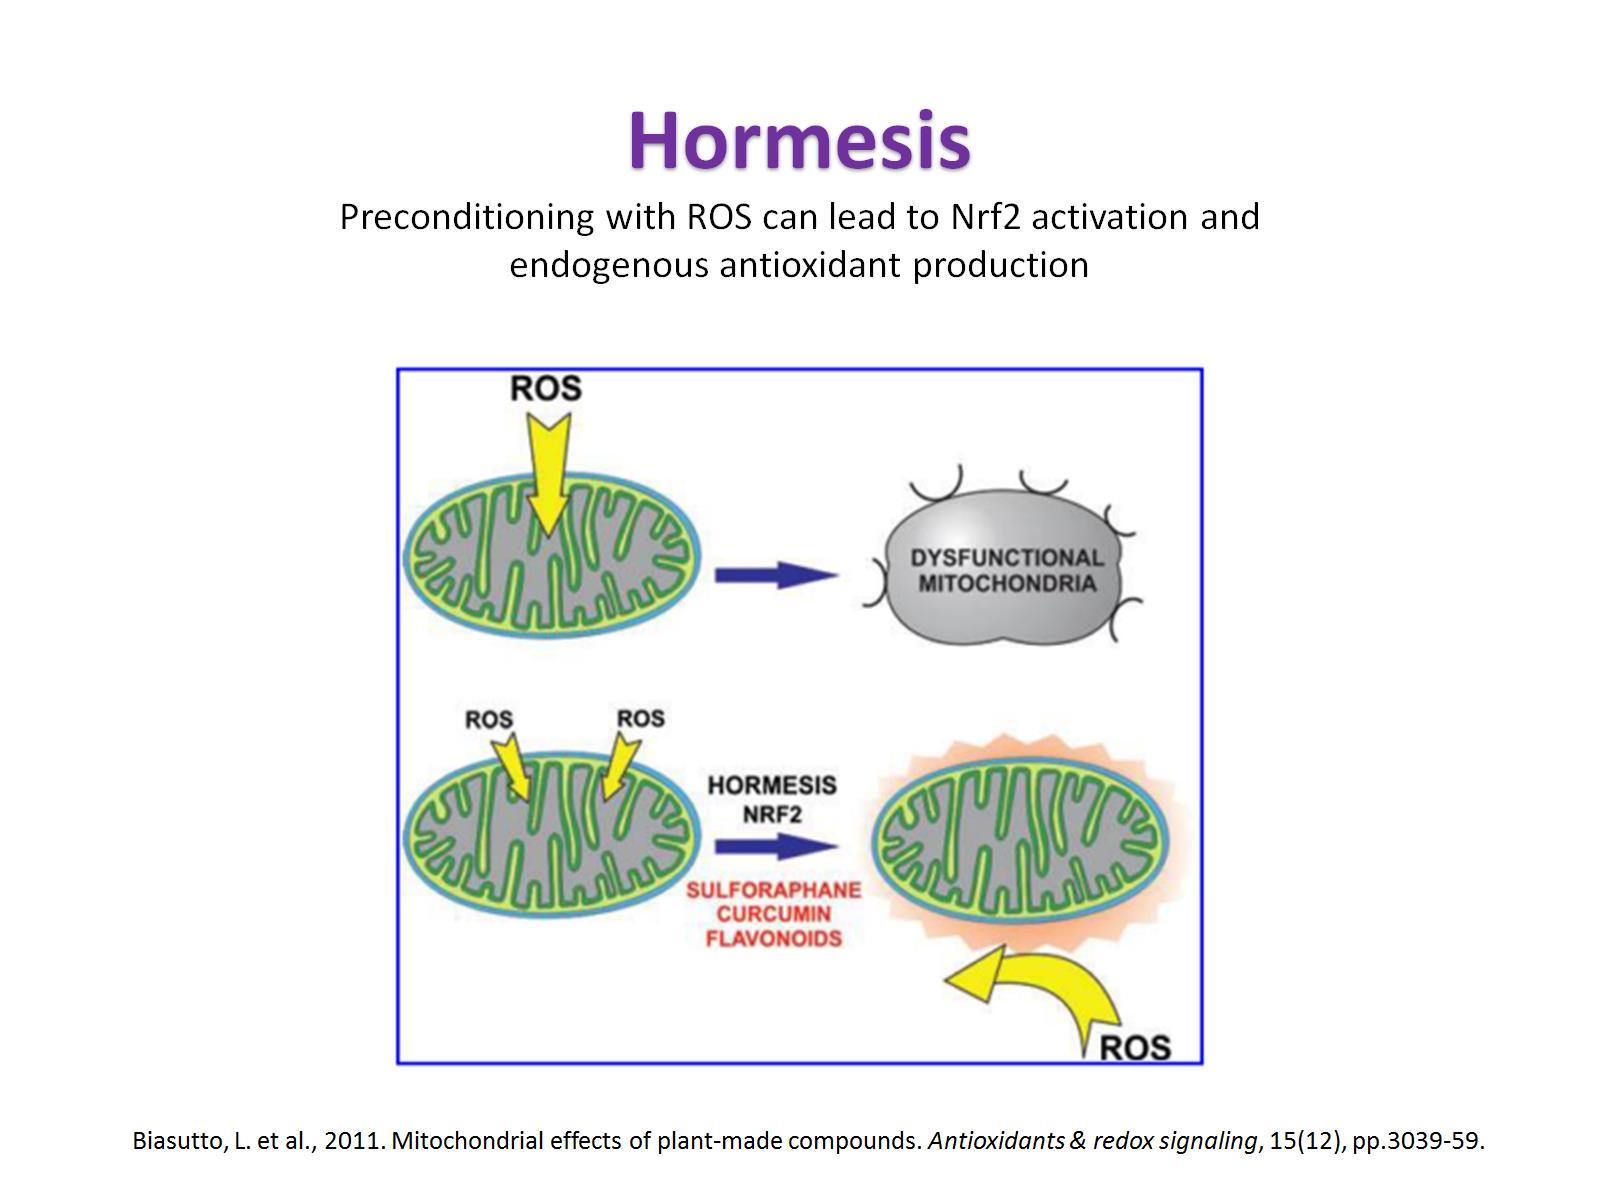 Hormesis
Preconditioning with ROS can lead to Nrf2 activation and
endogenous antioxidant production
ROS
DYSFUNCTIONAL
MITOCHONDRIA
ROS
ROS
HORMESIS
NRF2
SULFORAPHANE
CURCUMIN
FLAVONOIDS
ROS
Biasutto, L. et al., 2011. Mitochondrial effects of plant-made compounds. Antioxidants & redox signaling, 15(12), pp.3039-59.